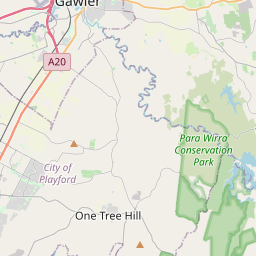 Gawler
A20
Para Wirra
Conservation
Park
City of
Playford
One Tree Hill